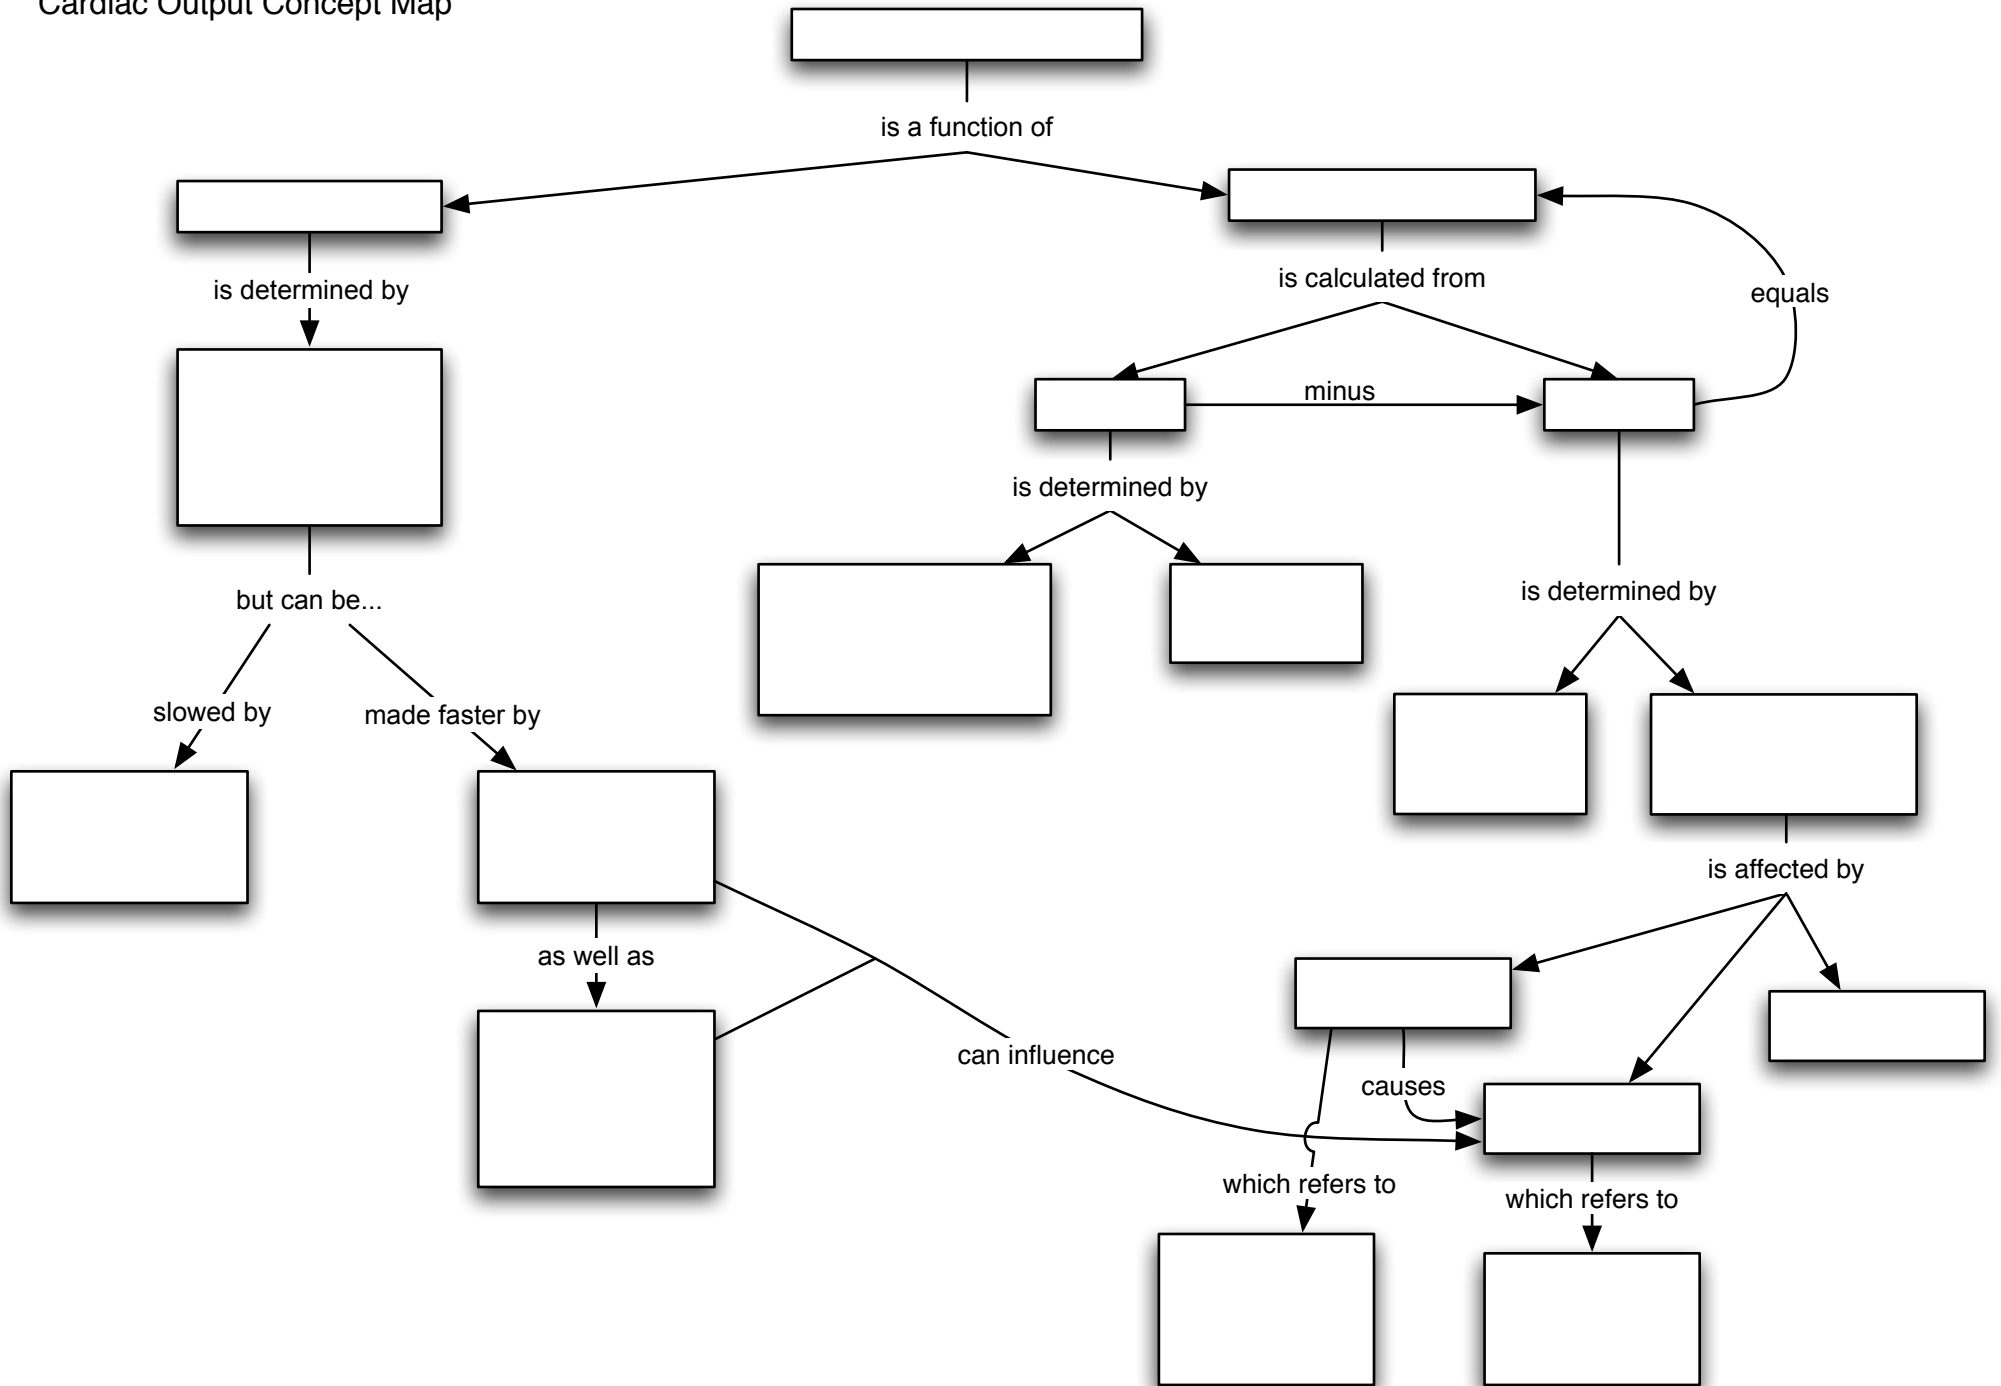 Cardiac Output Concept Map
is a function of
is determined by
is calculated from
equals
minus
is determined by
is determined by
but can be...
slowed by
made faster by
is affected by
as well as
can influence
causes
which refers to
which refers to